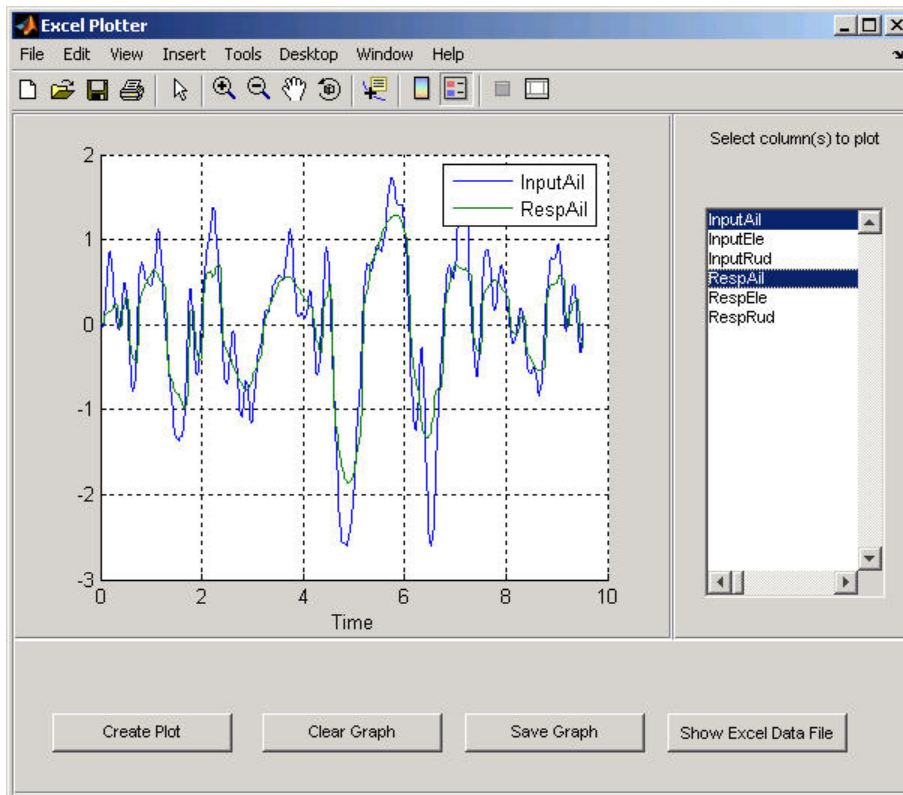 Excel Plotter
File Edit View Insert Tools Desktop Window Help
Select column(s) to plot
2
1
0
-1
-2
-3
0 2 4 6 8 10
Time
InputAil
RespAil
InputAil
InputEle
InputRud
RespAil
RespEle
RespRud
Create Plot Clear Graph Save Graph Show Excel Data File